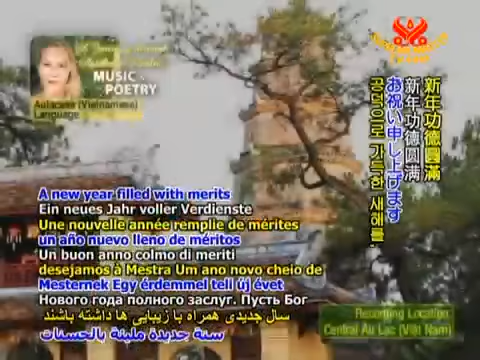 MUSIC &
POETRY
Aulacese (Vietnamese)
Language
A new year filled with merits
Ein neues Jahr voller Verdienste
Une nouvelle année remplie de mérites
un año nuevo lleno de méritos
Un buon anno colmo di meriti
desejamos à Mestra Um ano novo cheio de
Mesternek Egy érdemmel teli új évet
Нового года полного заслуг. Пусть Бог
سال جدیدی همراه با زیبایی ها داشته باشند
سنة جديدة مليئة بالحسنات
新年功德圓滿
新年功德圆满
お祝い申し上げます
공덕으로 가득한 새해를,
Recording Location:
Central Au Lac (Việt Nam)